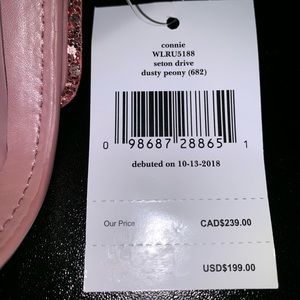 connie
WLRU5188
seton drive
dusty peony (682)
0 98687 28865 1
debuted on 10-13-2018
Our Price CAD$239.00
USD$199.00